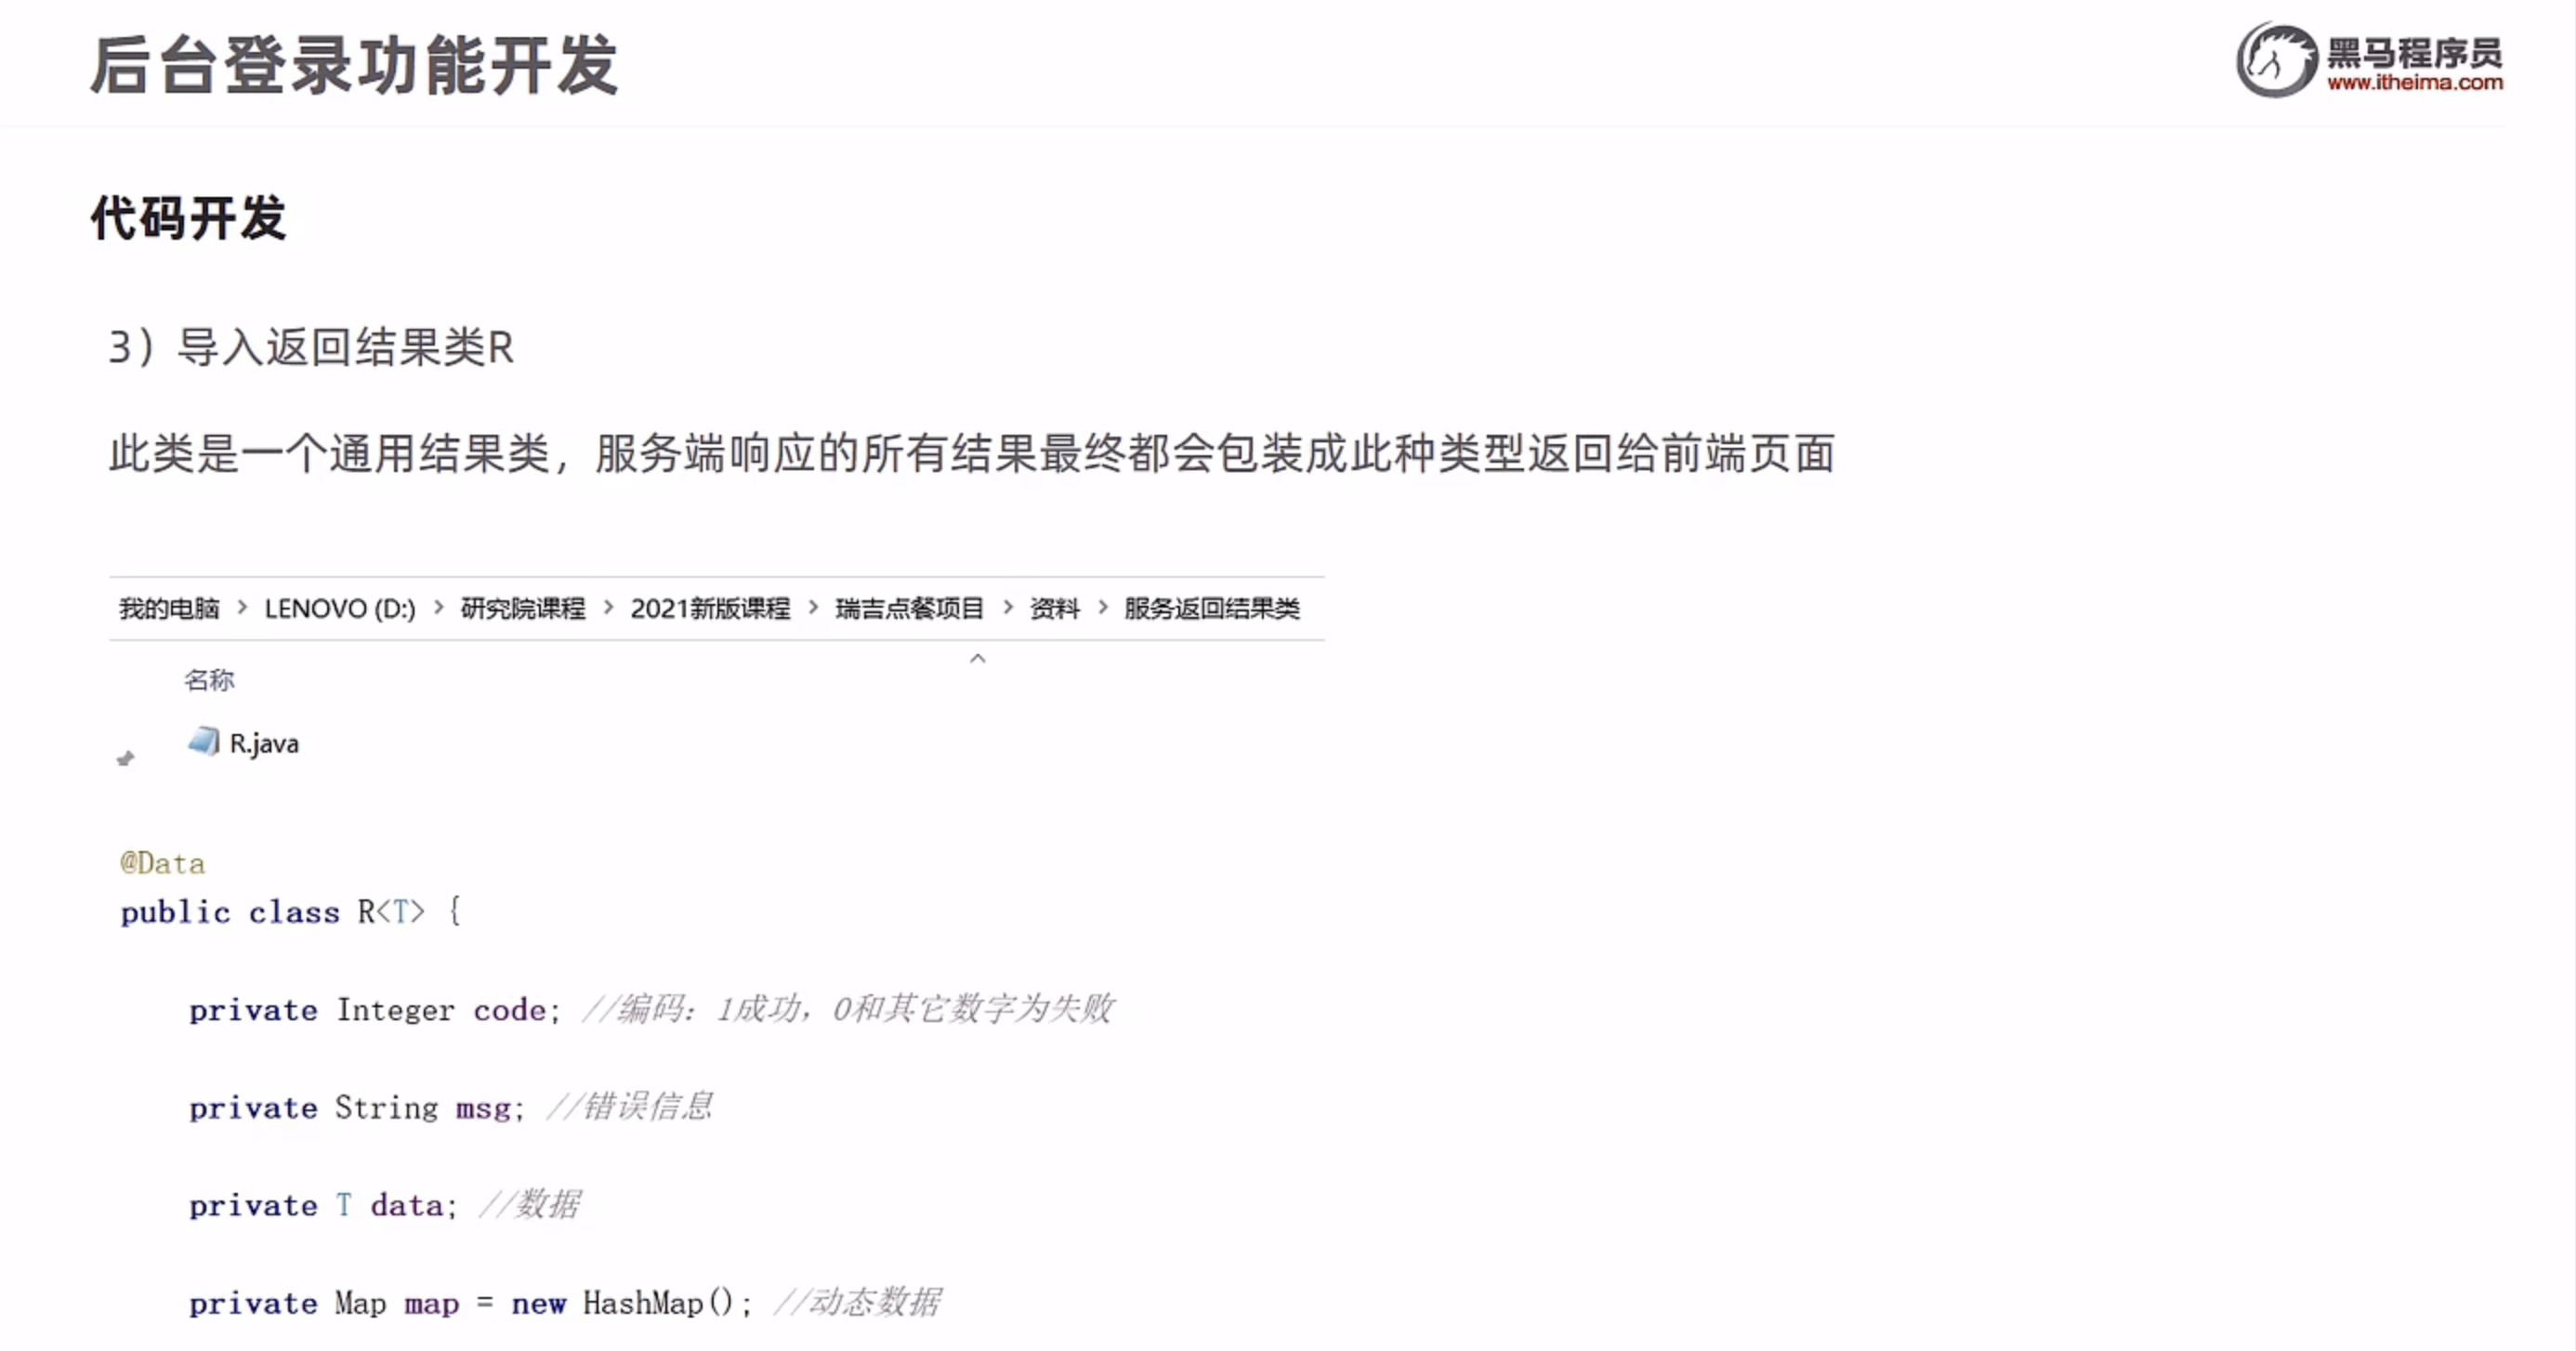 后台登录功能开发
黑马程序员
www.itheima.com
代码开发
3）导入返回结果类R
此类是一个通用结果类，服务端响应的所有结果最终都会包装成此种类型返回给前端页面
我的电脑 > LENOVO (D:) > 研究院课程 > 2021新版课程 > 瑞吉点餐项目 > 资料 > 服务返回结果类
名称
R.java
@Data
public class R<T> {
private Integer code; //编码：1成功，0和其它数字为失败
private String msg; //错误信息
private T data; //数据
private Map map = new HashMap(); //动态数据